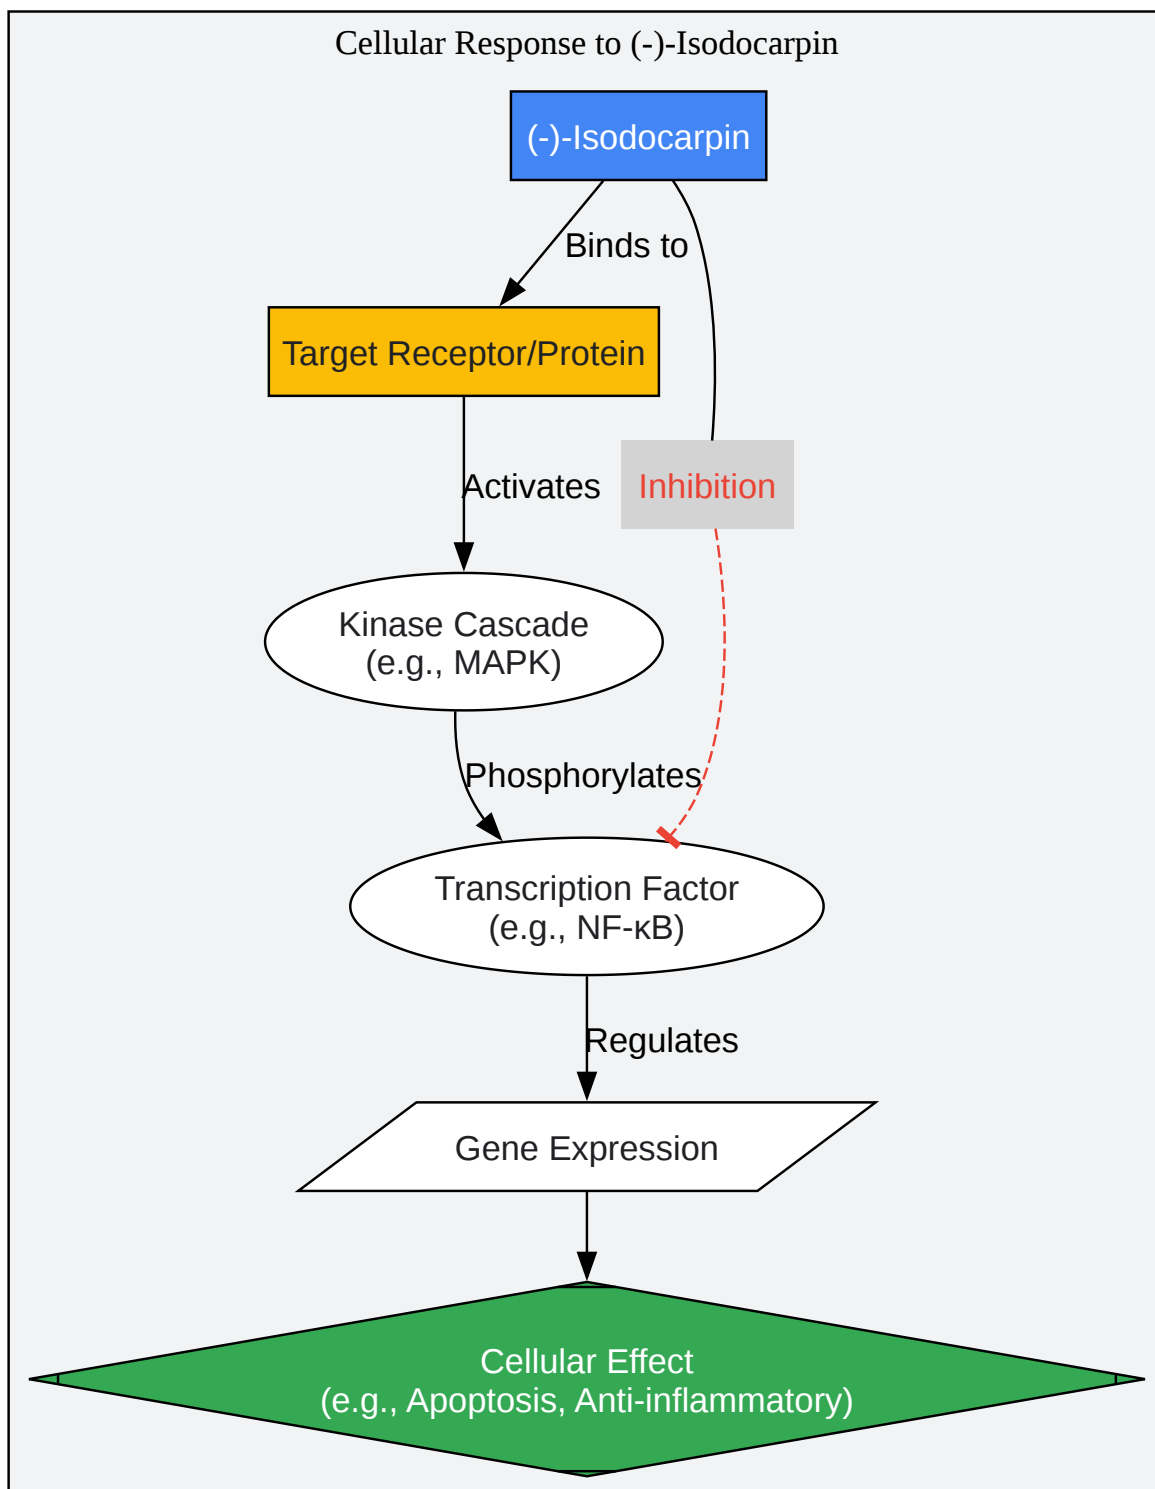 Cellular Response to (-)-Isodocarpin
(-)-Isodocarpin
Binds to
Target Receptor/Protein
Activates
Inhibition
Kinase Cascade
(e.g., MAPK)
Phosphorylates
Transcription Factor
(e.g., NF-κB)
Regulates
Gene Expression
Cellular Effect
(e.g., Apoptosis, Anti-inflammatory)